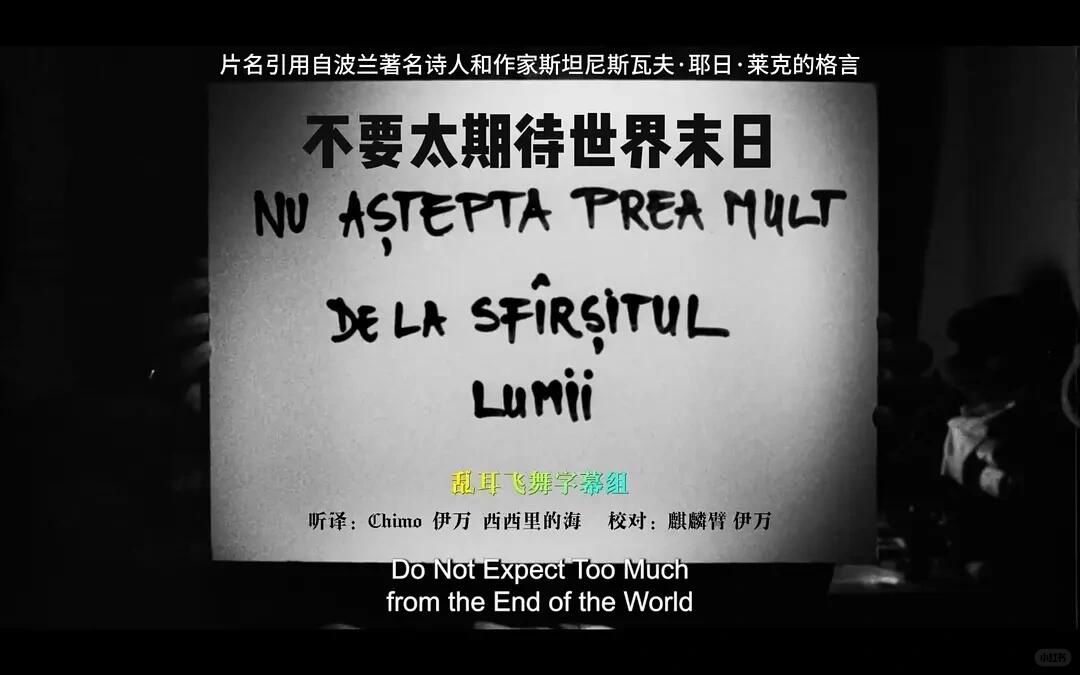 片名引用自波兰著名诗人和作家斯坦尼斯瓦夫·耶日·莱克的格言
不要太期待世界末日
NU AȘTEPTA PREA MULT
DE LA SFÎRȘITUL
LUMII
乱耳飞舞字幕组
听译：Chimo 伊万 西西里的海 校对：麒麟臂 伊万
Do Not Expect Too Much
from the End of the World
小红书